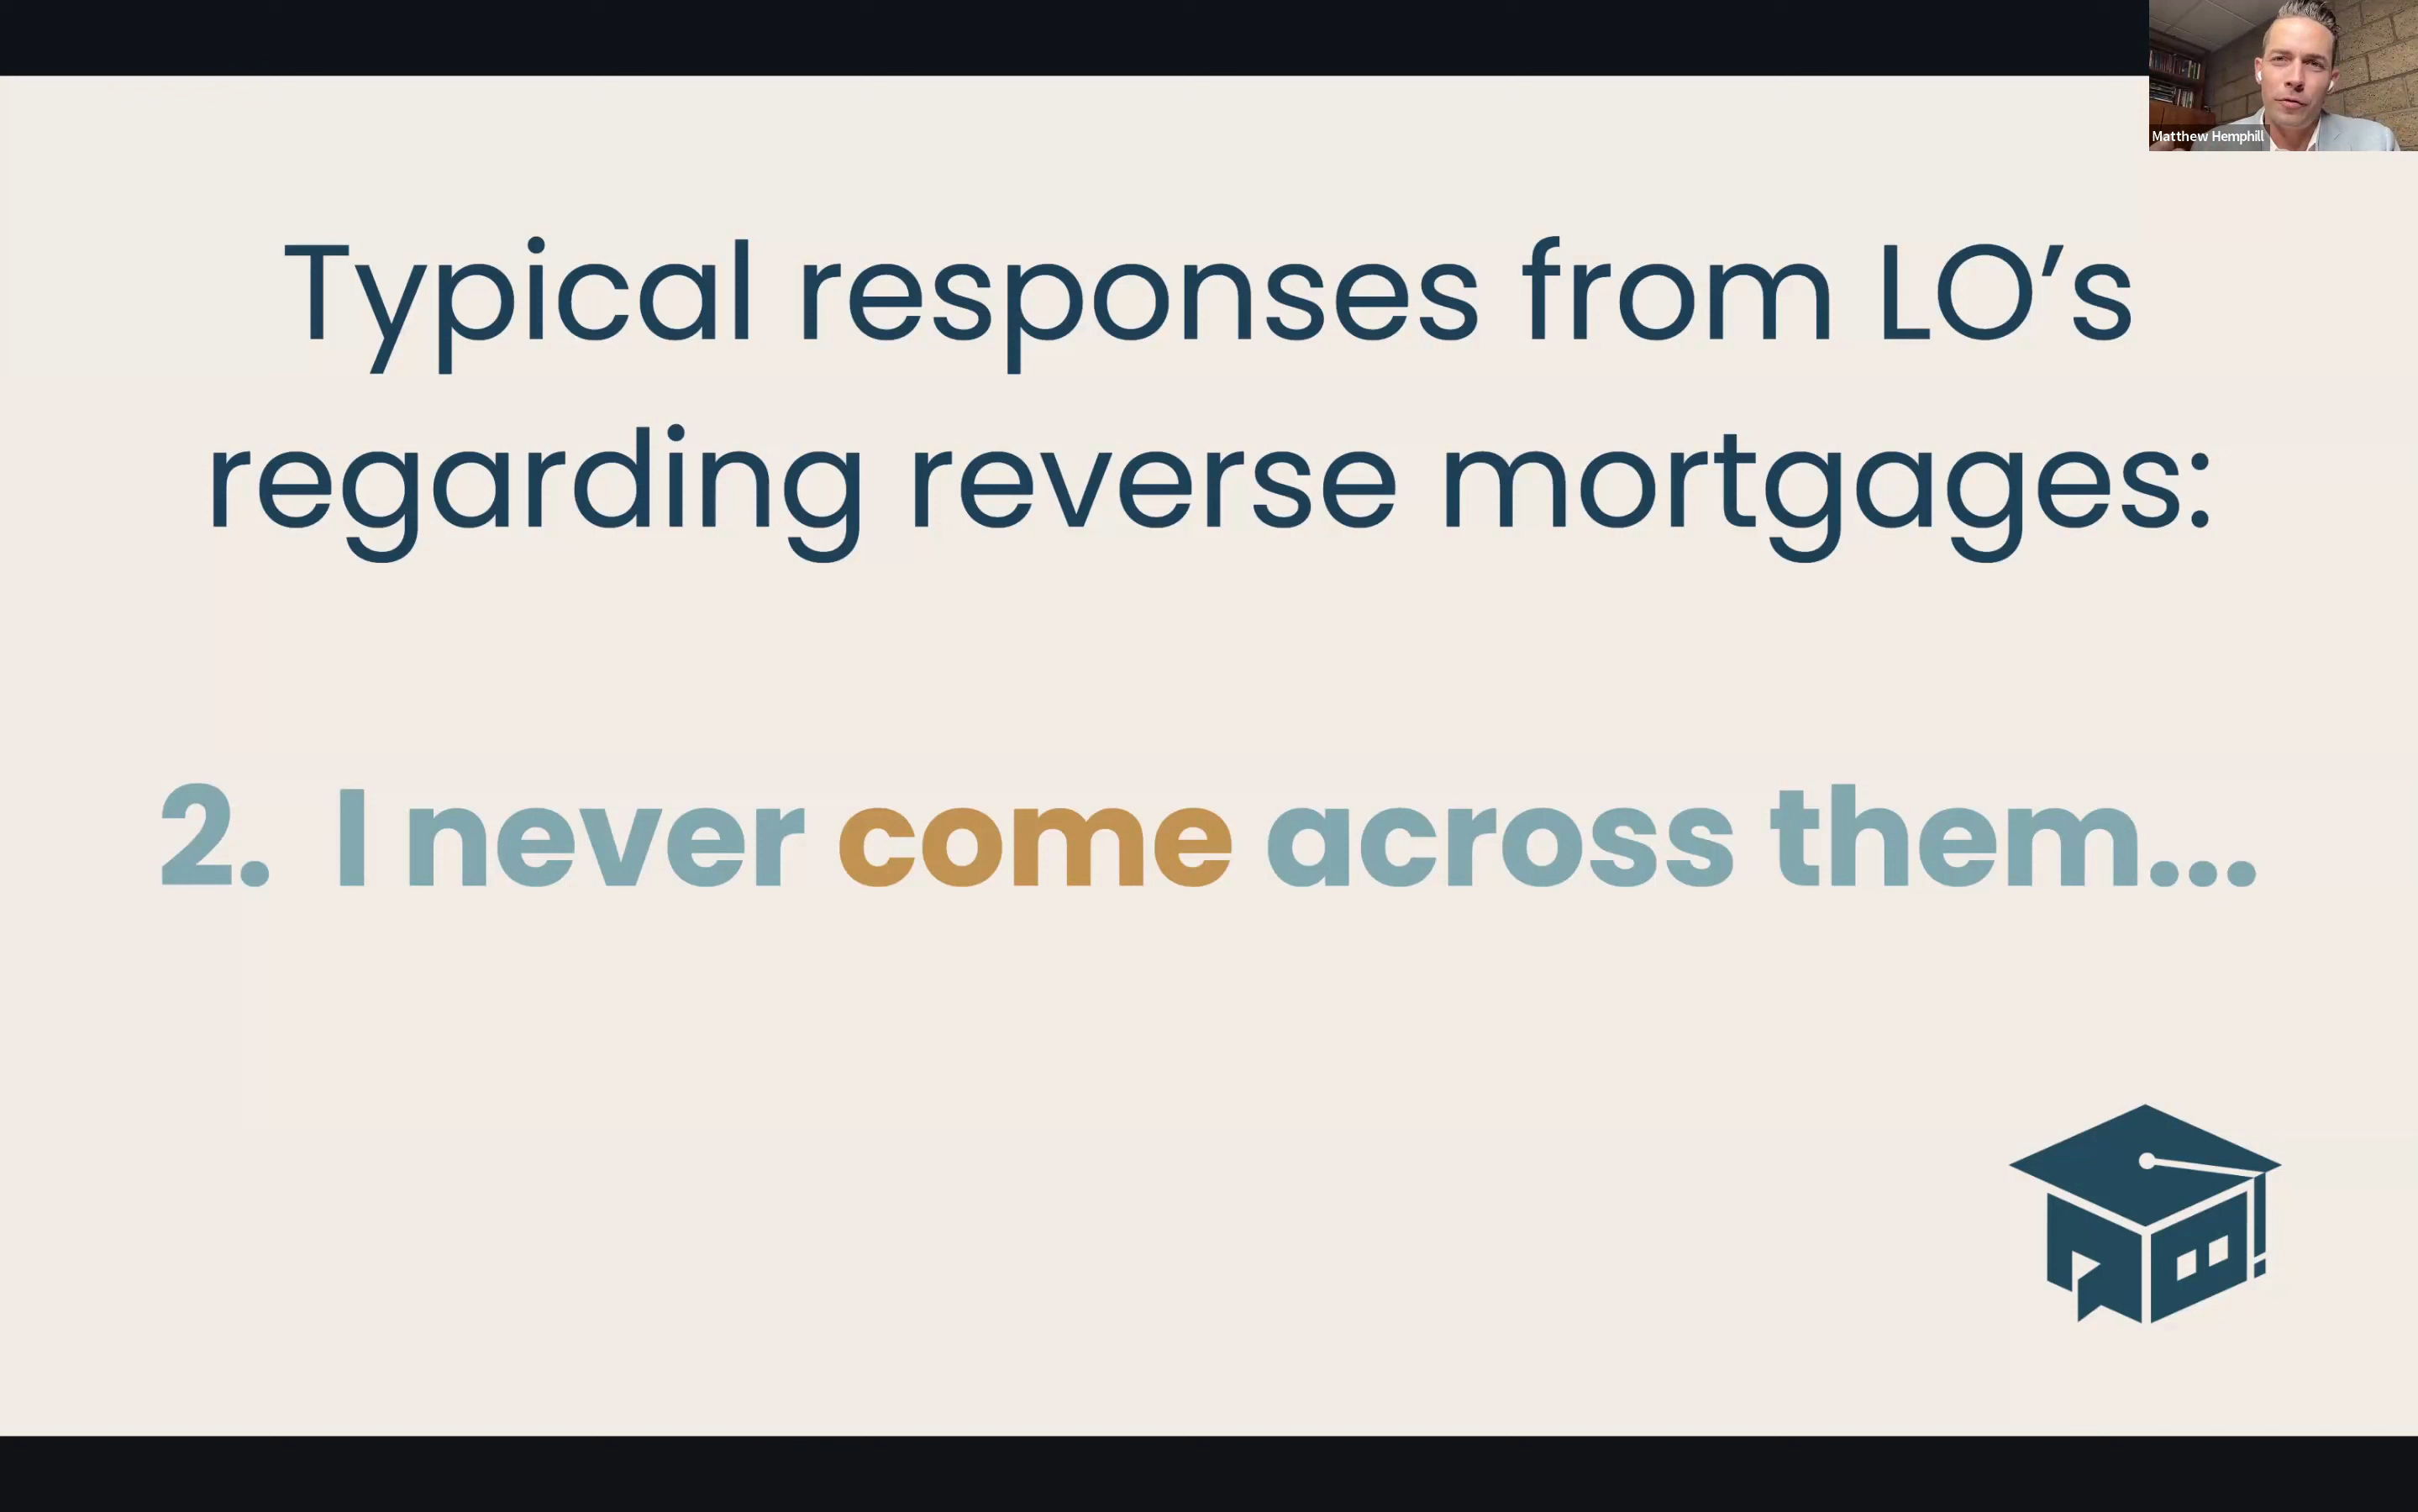 Matthew Hemphill
Typical responses from LO’s
regarding reverse mortgages:
2. I never come across them...